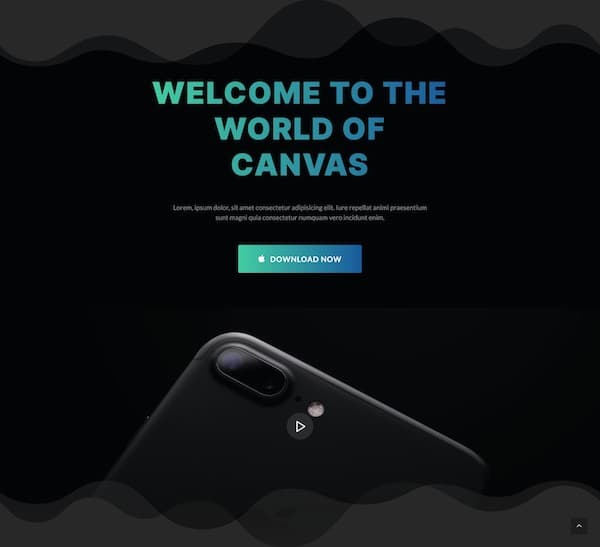 WELCOME TO THE
WORLD OF
CANVAS
Lorem, ipsum dolor, sit amet consectetur adipisicing elit. Iure repellat animi praesentium
sunt magni quia consectetur numquam vero incidunt enim.
DOWNLOAD NOW